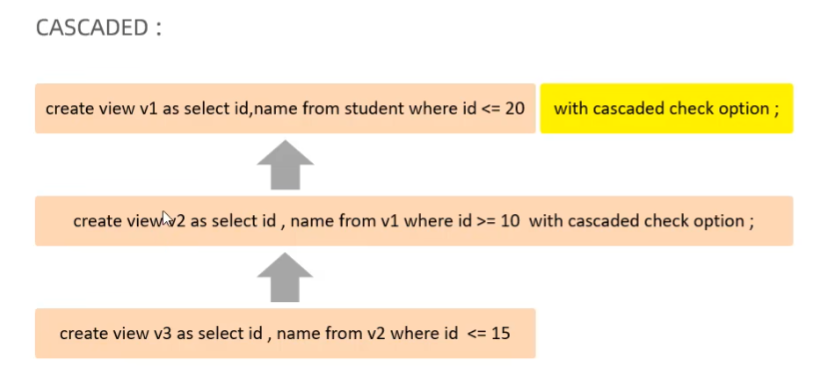 CASCADED :
create view v1 as select id,name from student where id <= 20 with cascaded check option ;
create view v2 as select id , name from v1 where id >= 10 with cascaded check option ;
create view v3 as select id , name from v2 where id <= 15